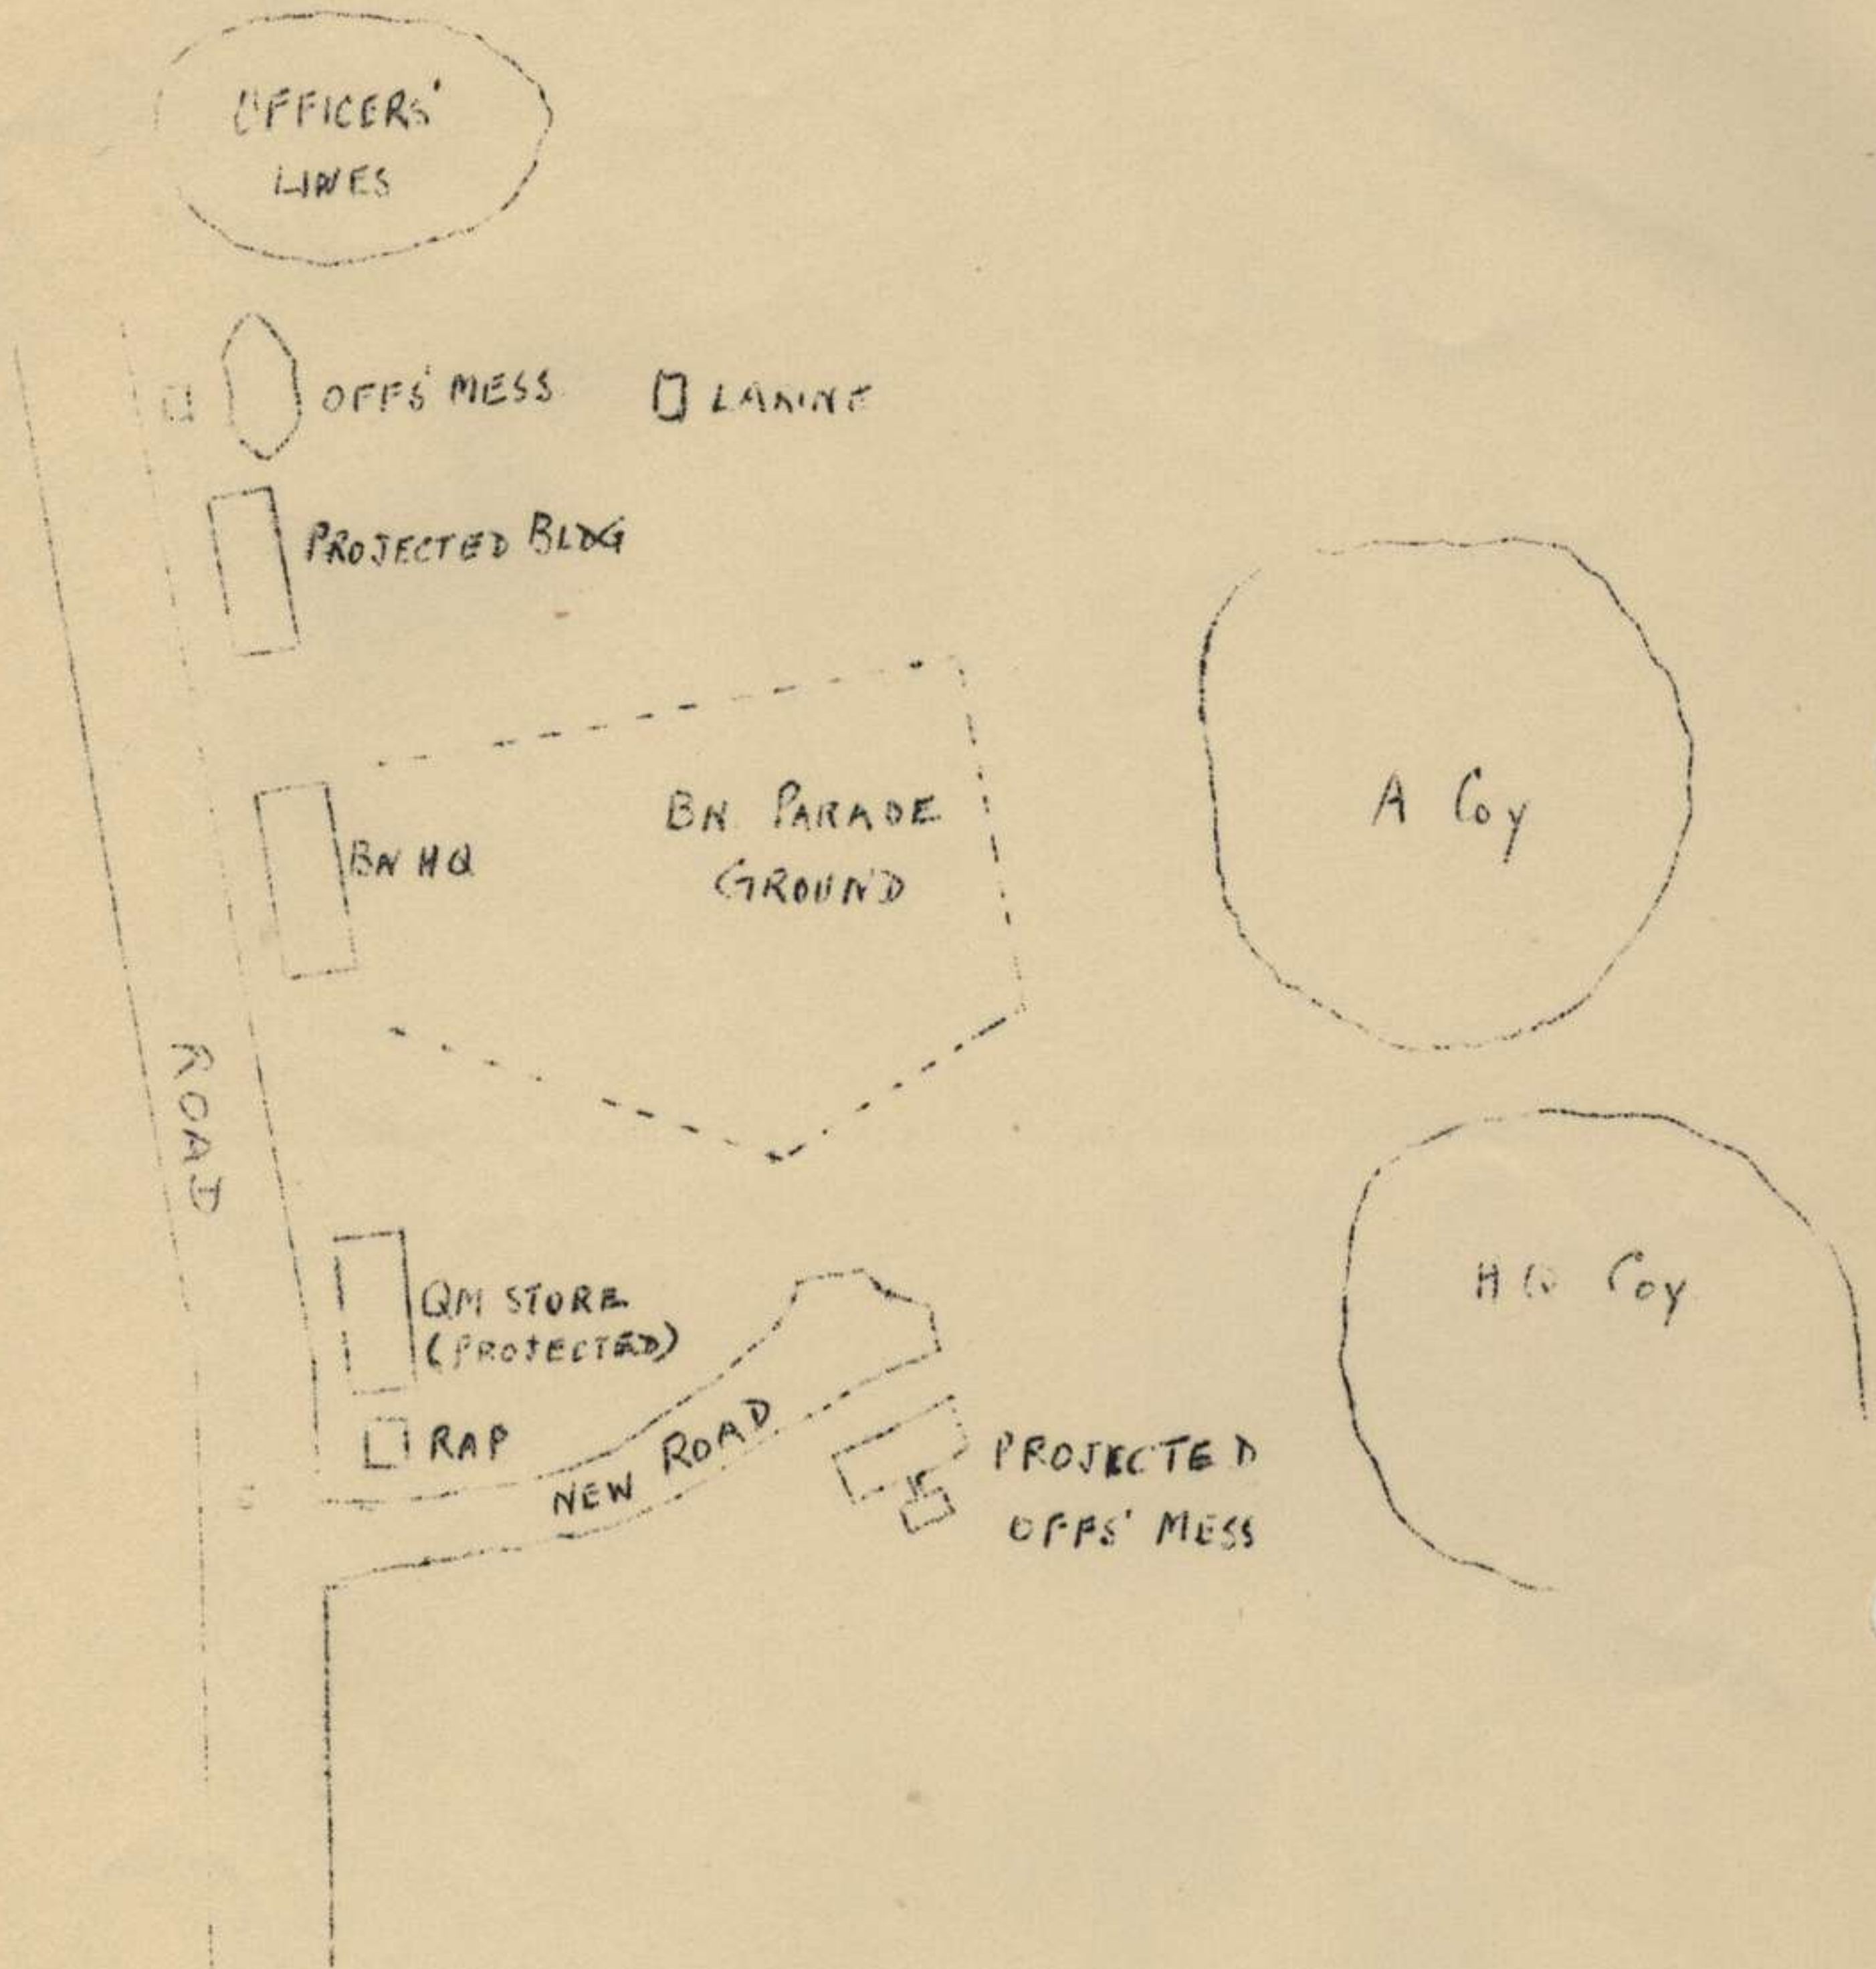 OFFICERS'
LINES
OFFS' MESS
PROJECTED BLDG
BN PARADE
GROUND
BN HQ
A Coy
ROAD
HQ Coy
QM STORE
(PROJECTED)
RAP
NEW ROAD
PROJECTED
OFFS' MESS